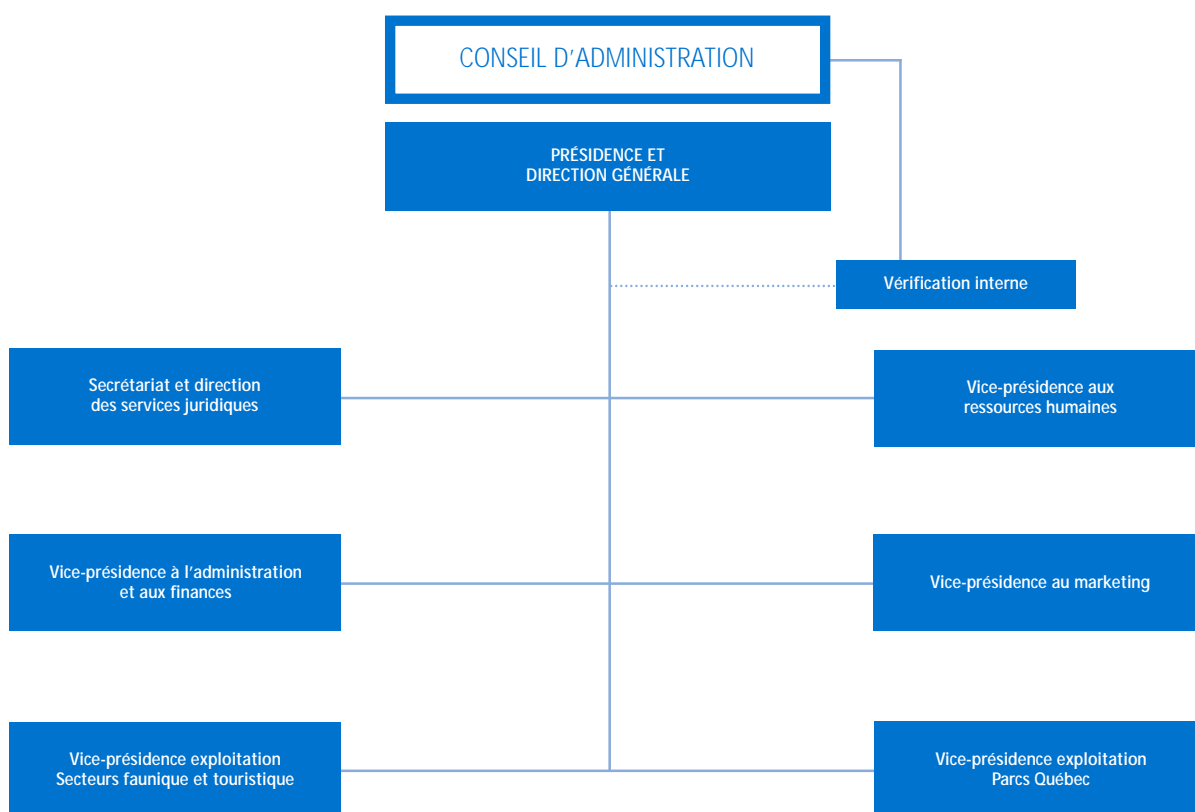 CONSEIL D'ADMINISTRATION
PRÉSIDENCE ET
DIRECTION GÉNÉRALE
Vérification interne
Secrétariat et direction
des services juridiques
Vice-présidence aux
ressources humaines
Vice-présidence à l'administration
et aux finances
Vice-présidence au marketing
Vice-présidence exploitation
Secteurs faunique et touristique
Vice-présidence exploitation
Parcs Québec